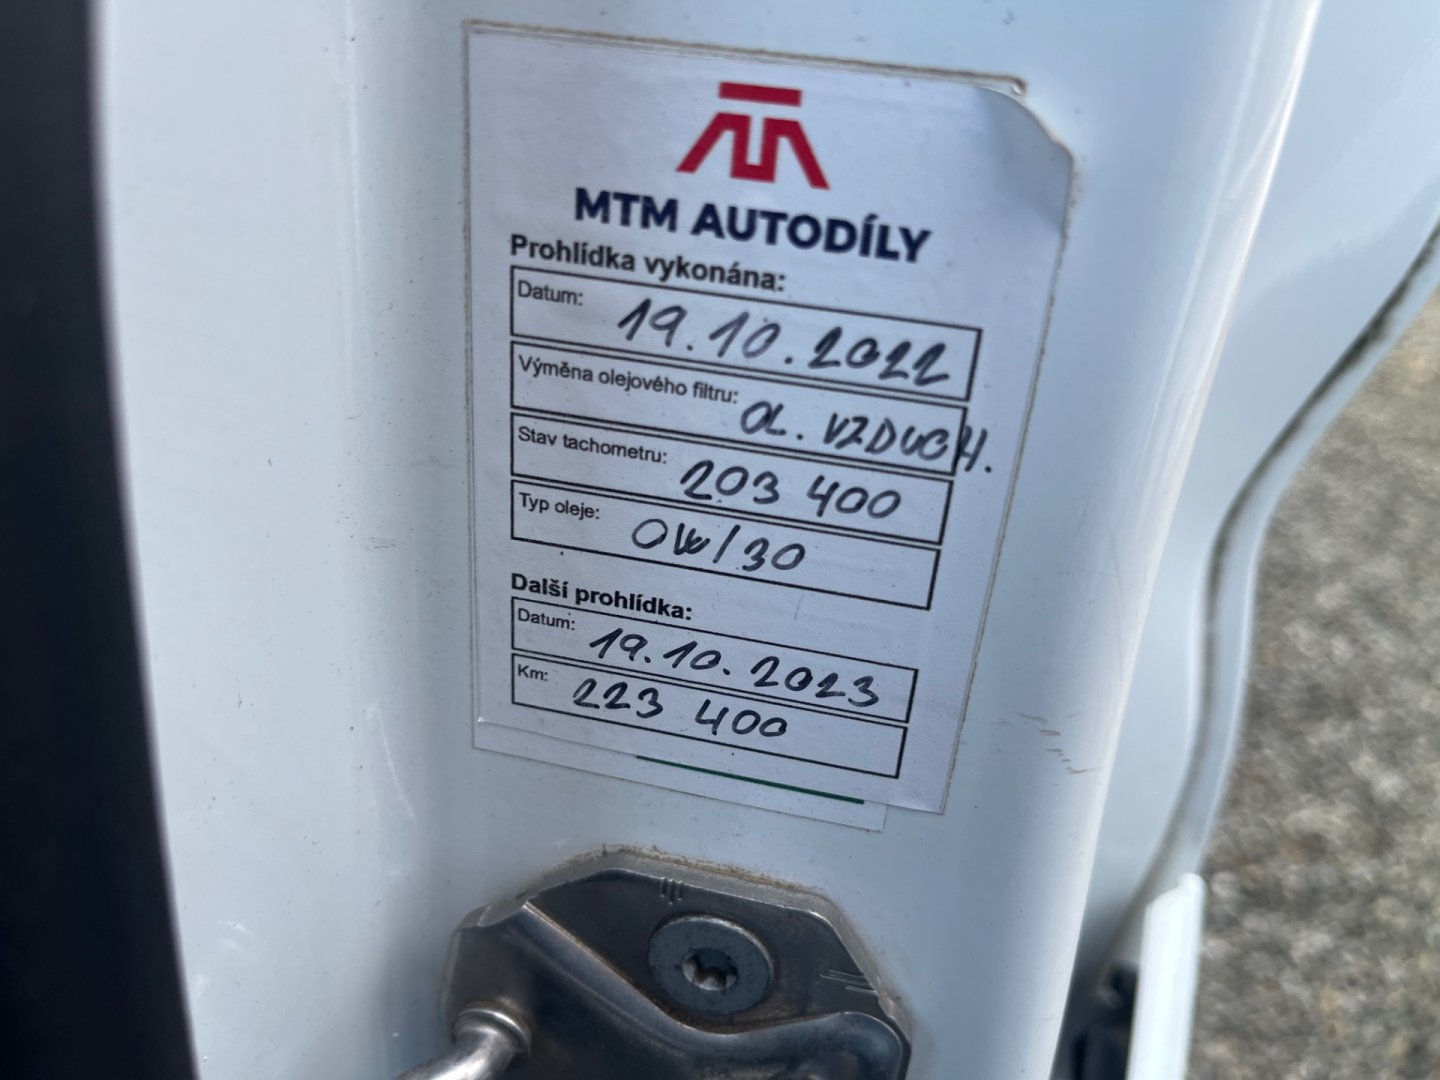 MTM AUTODÍLY
Prohlídka vykonána:
Datum: 19.10.2022
Výměna olejového filtru: OL. VZDUCH.
Stav tachometru: 203 400
Typ oleje: 0W/30
Další prohlídka:
Datum: 19.10.2023
Km: 223 400